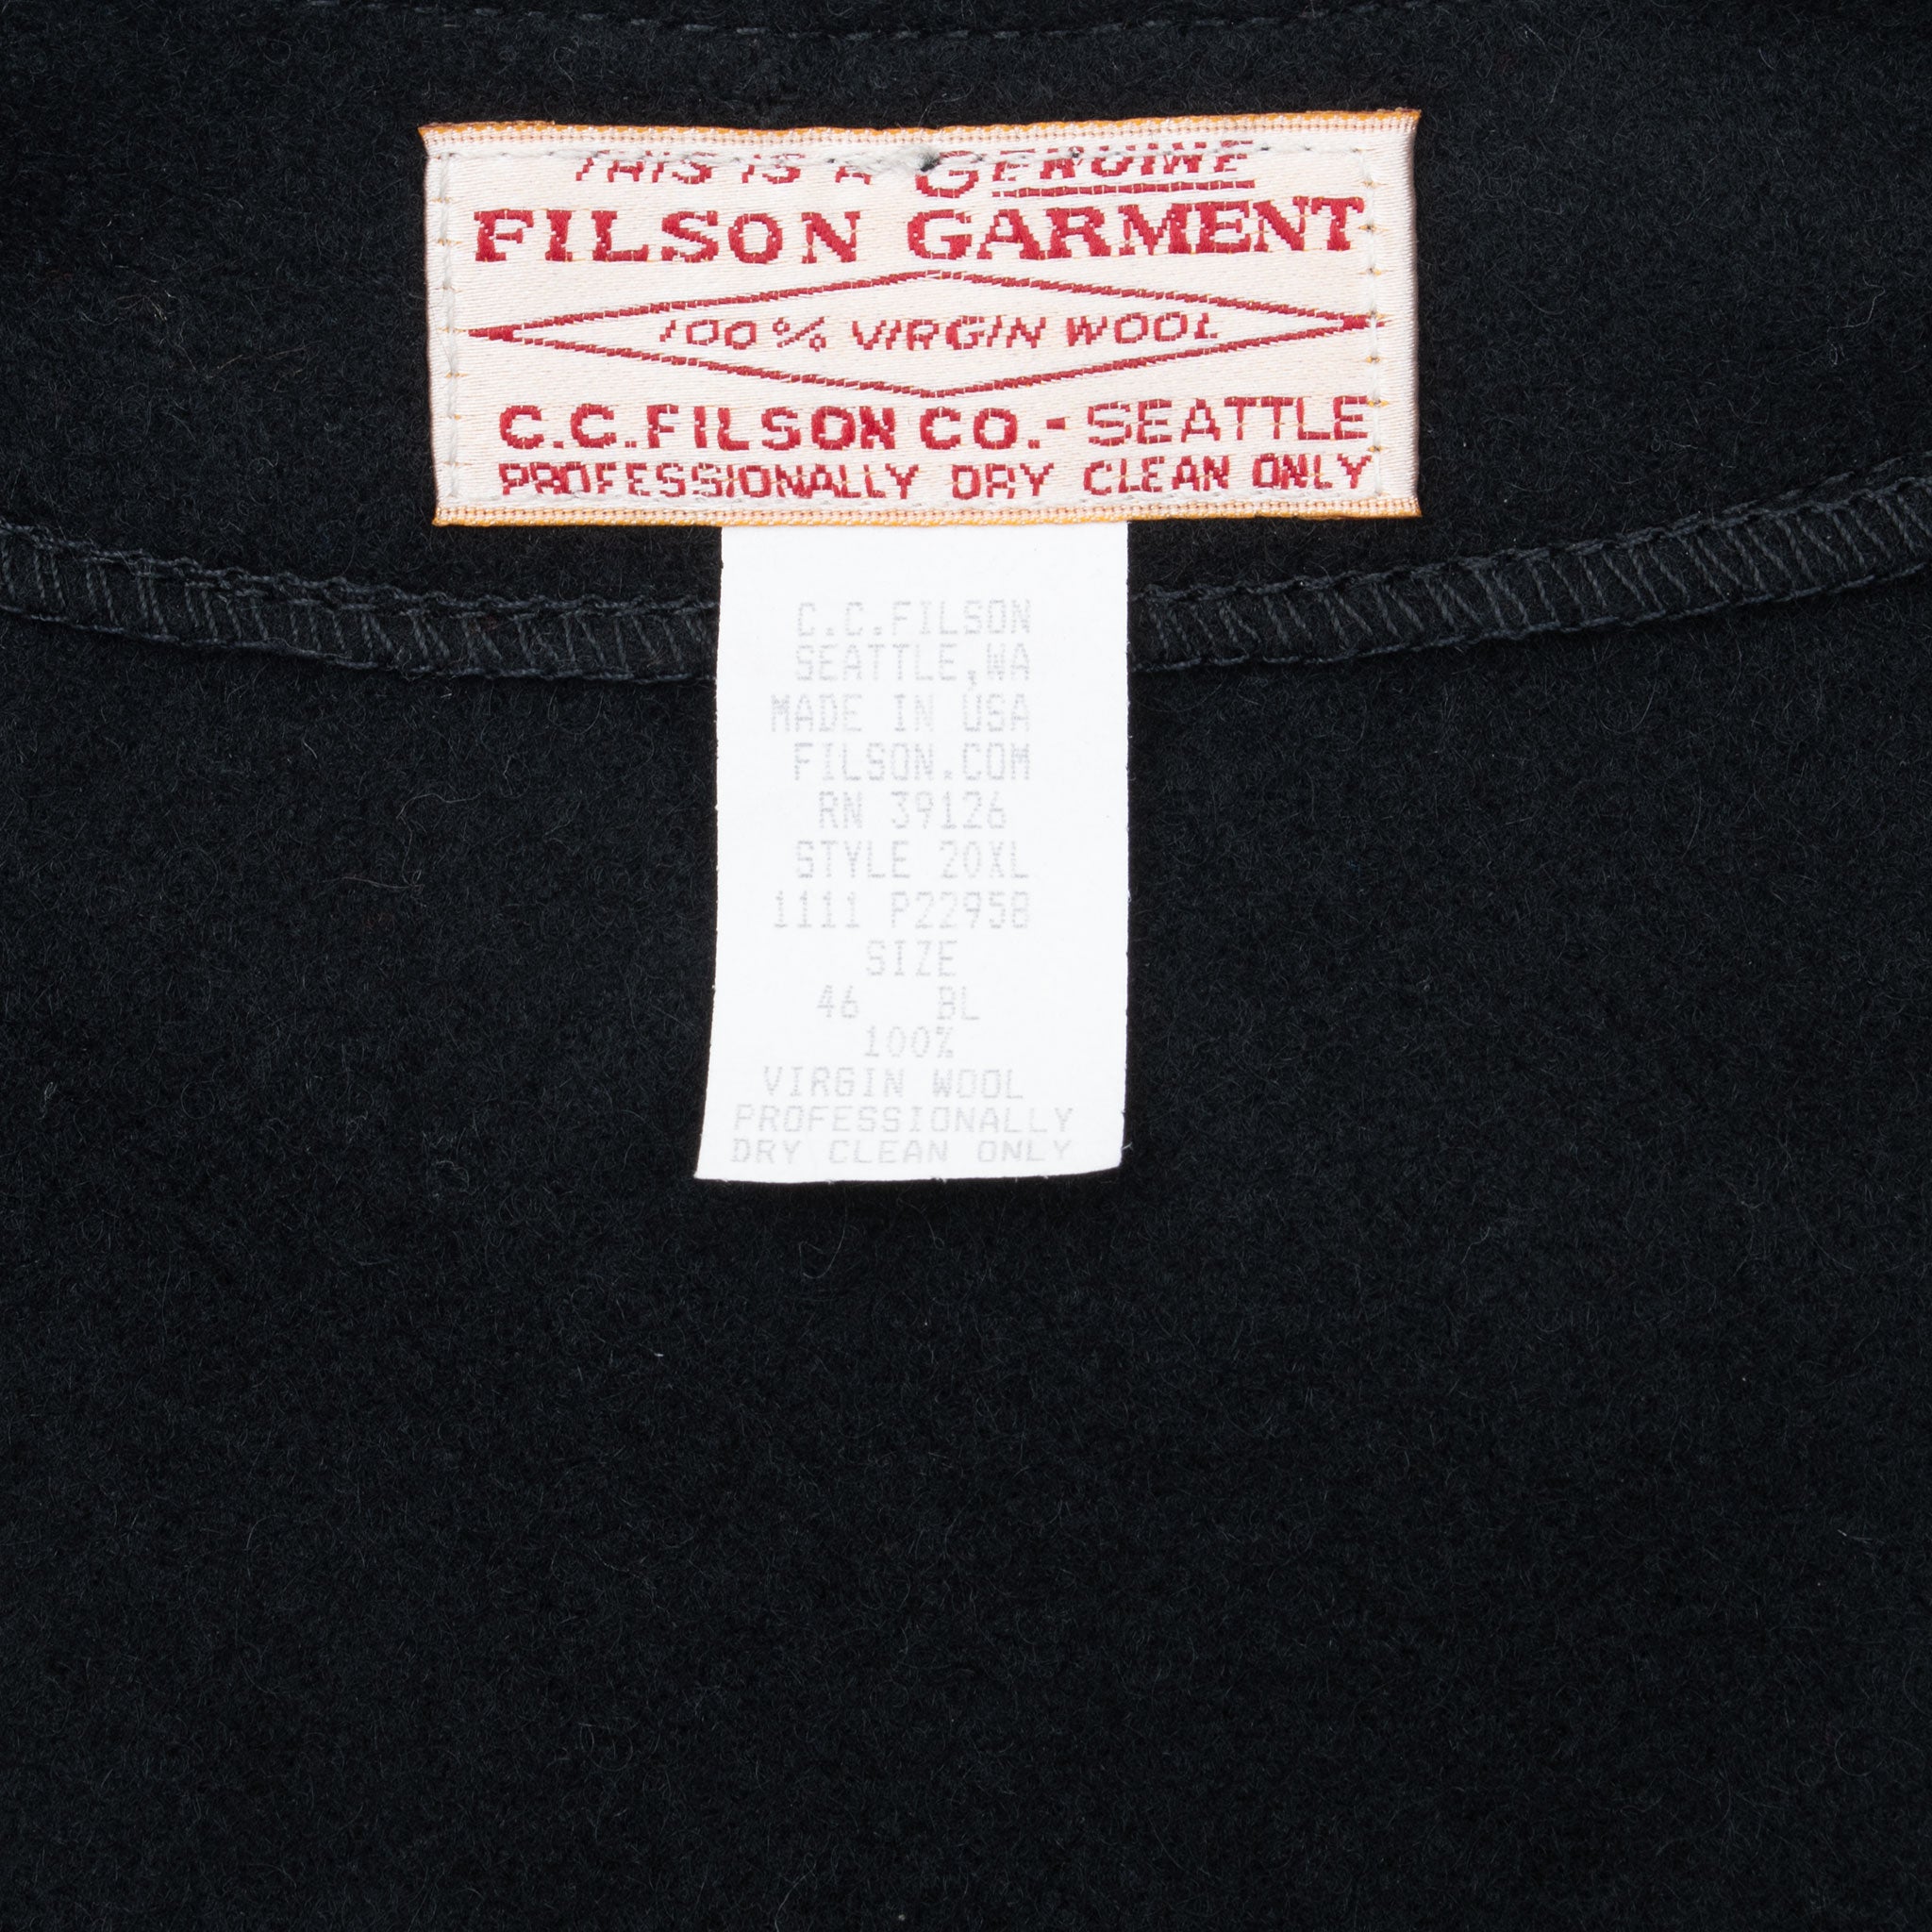 THIS IS A GENUINE
FILSON GARMENT
100% VIRGIN WOOL
C.C. FILSON CO.- SEATTLE
PROFESSIONALLY DRY CLEAN ONLY
C.C.FILSON
SEATTLE,WA
MADE IN USA
FILSON.COM
RN 39126
STYLE 20XL
1111 P22958
SIZE
46 BL
100%
VIRGIN WOOL
PROFESSIONALLY
DRY CLEAN ONLY